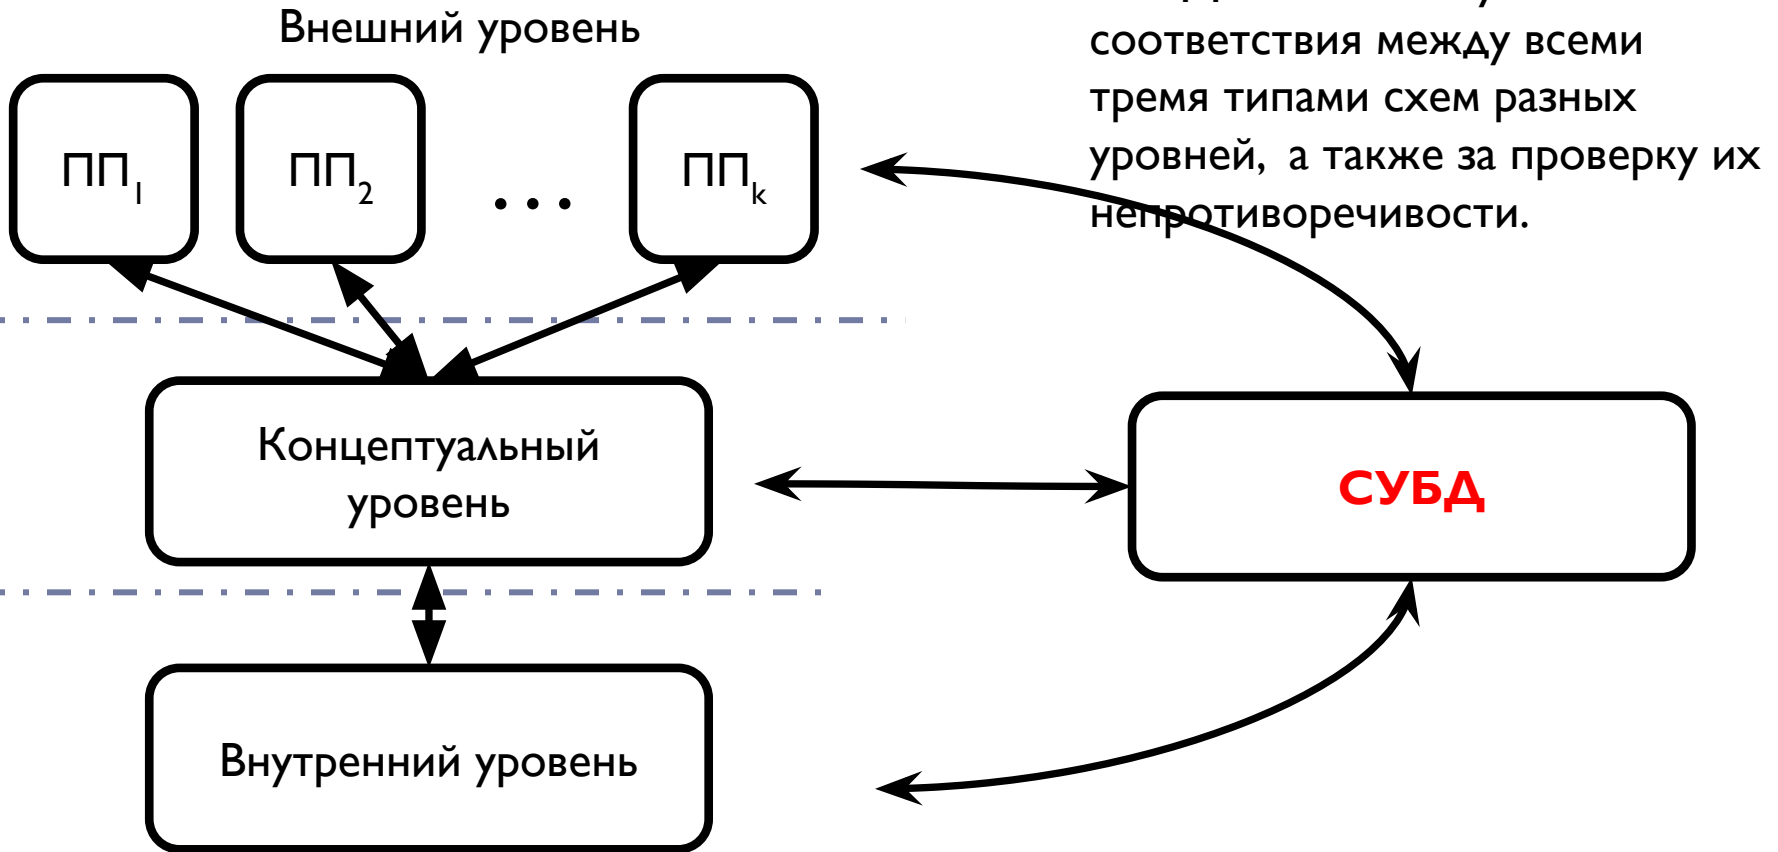 Внешний уровень
соответствия между всеми
тремя типами схем разных
уровней, а также за проверку их
непротиворечивости.
ПП1
ПП2
...
ППk
Концептуальный
уровень
СУБД
Внутренний уровень